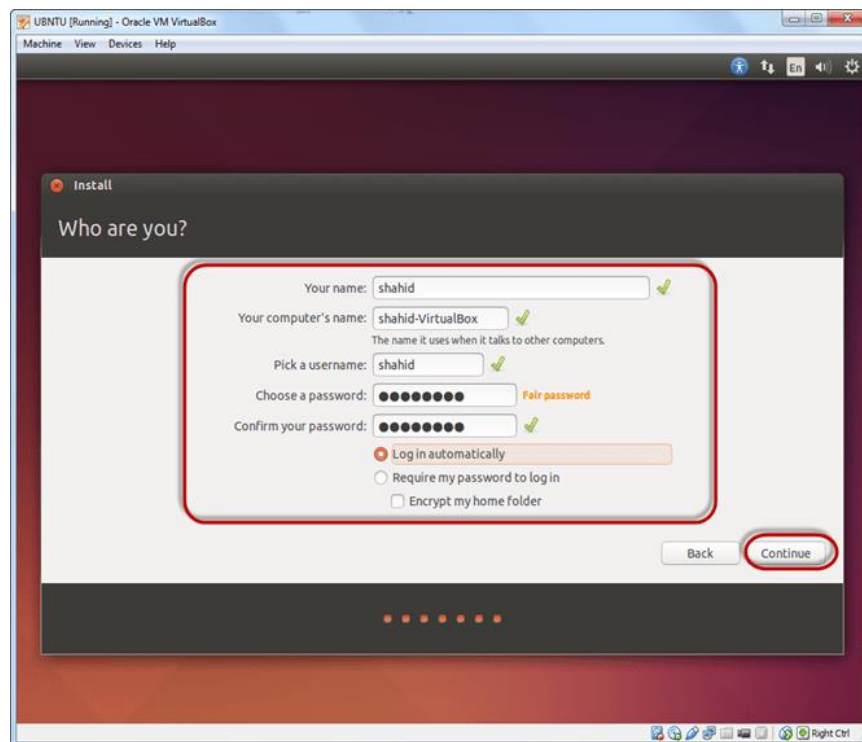 UBNTU [Running] - Oracle VM VirtualBox
Machine View Devices Help
En
Install
Who are you?
Your name: shahid
Your computer's name: shahid-VirtualBox
The name it uses when it talks to other computers.
Pick a username: shahid
Choose a password: ●●●●●●●● Fair password
Confirm your password: ●●●●●●●●
Log in automatically
Require my password to log in
Encrypt my home folder
Back Continue
Right Ctrl